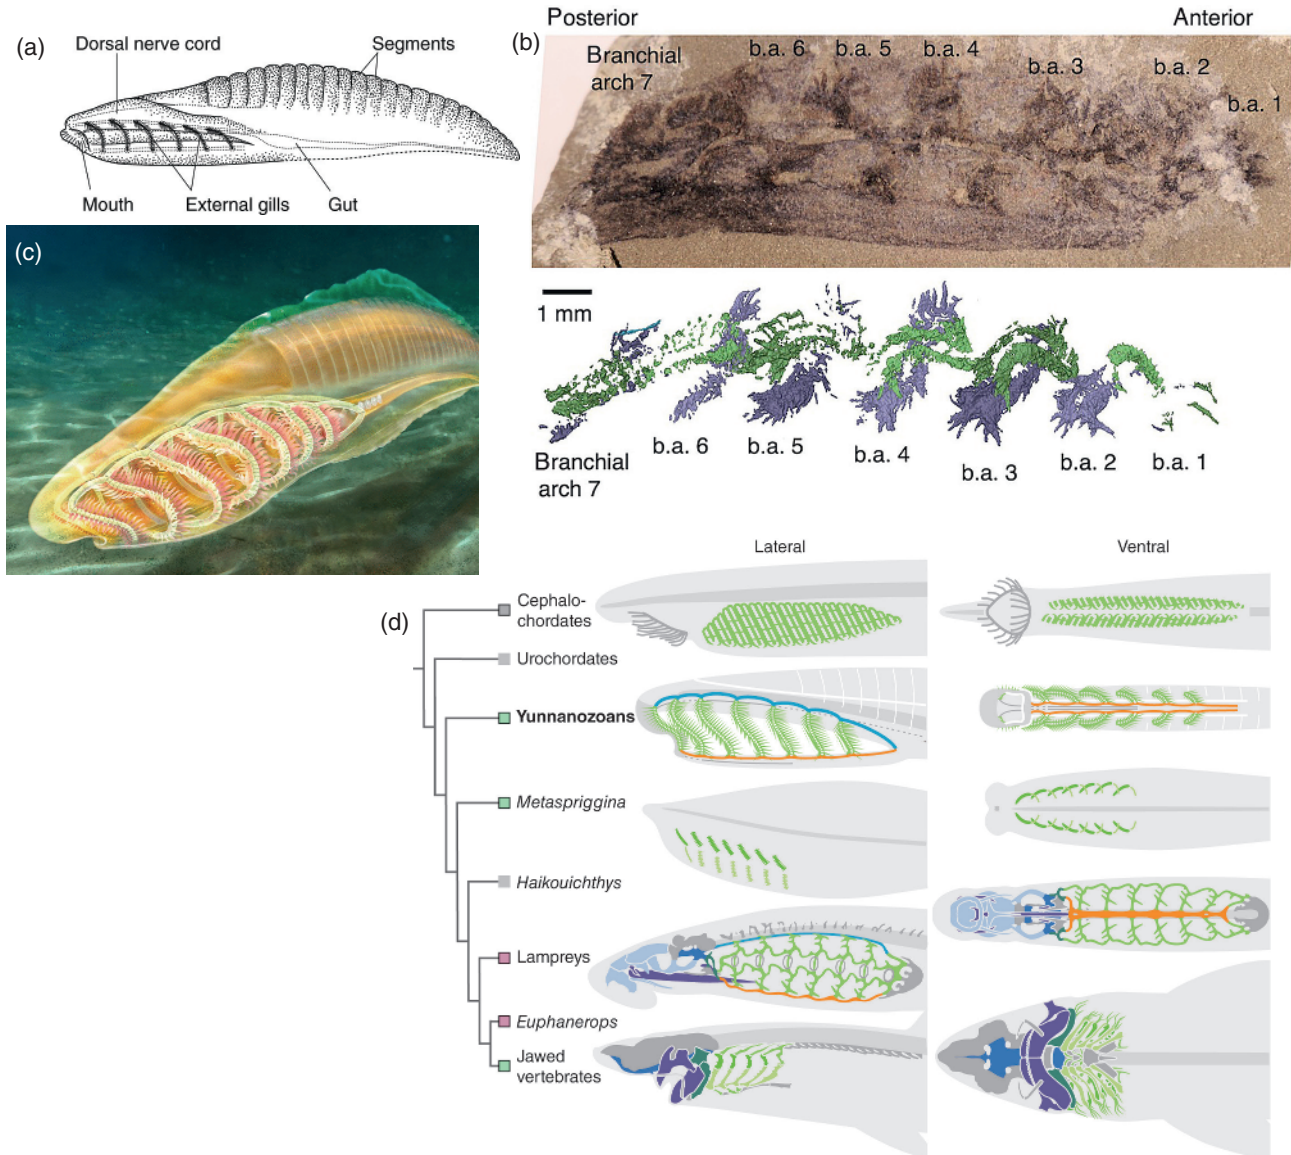 (a)
Dorsal nerve cord
Segments
Mouth
External gills
Gut
(b)
Posterior
Anterior
Branchial
arch 7
b.a. 6
b.a. 5
b.a. 4
b.a. 3
b.a. 2
b.a. 1
(c)
1 mm
Branchial
arch 7
b.a. 6
b.a. 5
b.a. 4
b.a. 3
b.a. 2
b.a. 1
(d)
Lateral
Ventral
Cephalo-
chordates
Urochordates
Yunnanozoans
Metaspriggina
Haikouichthys
Lampreys
Euphanerops
Jawed
vertebrates